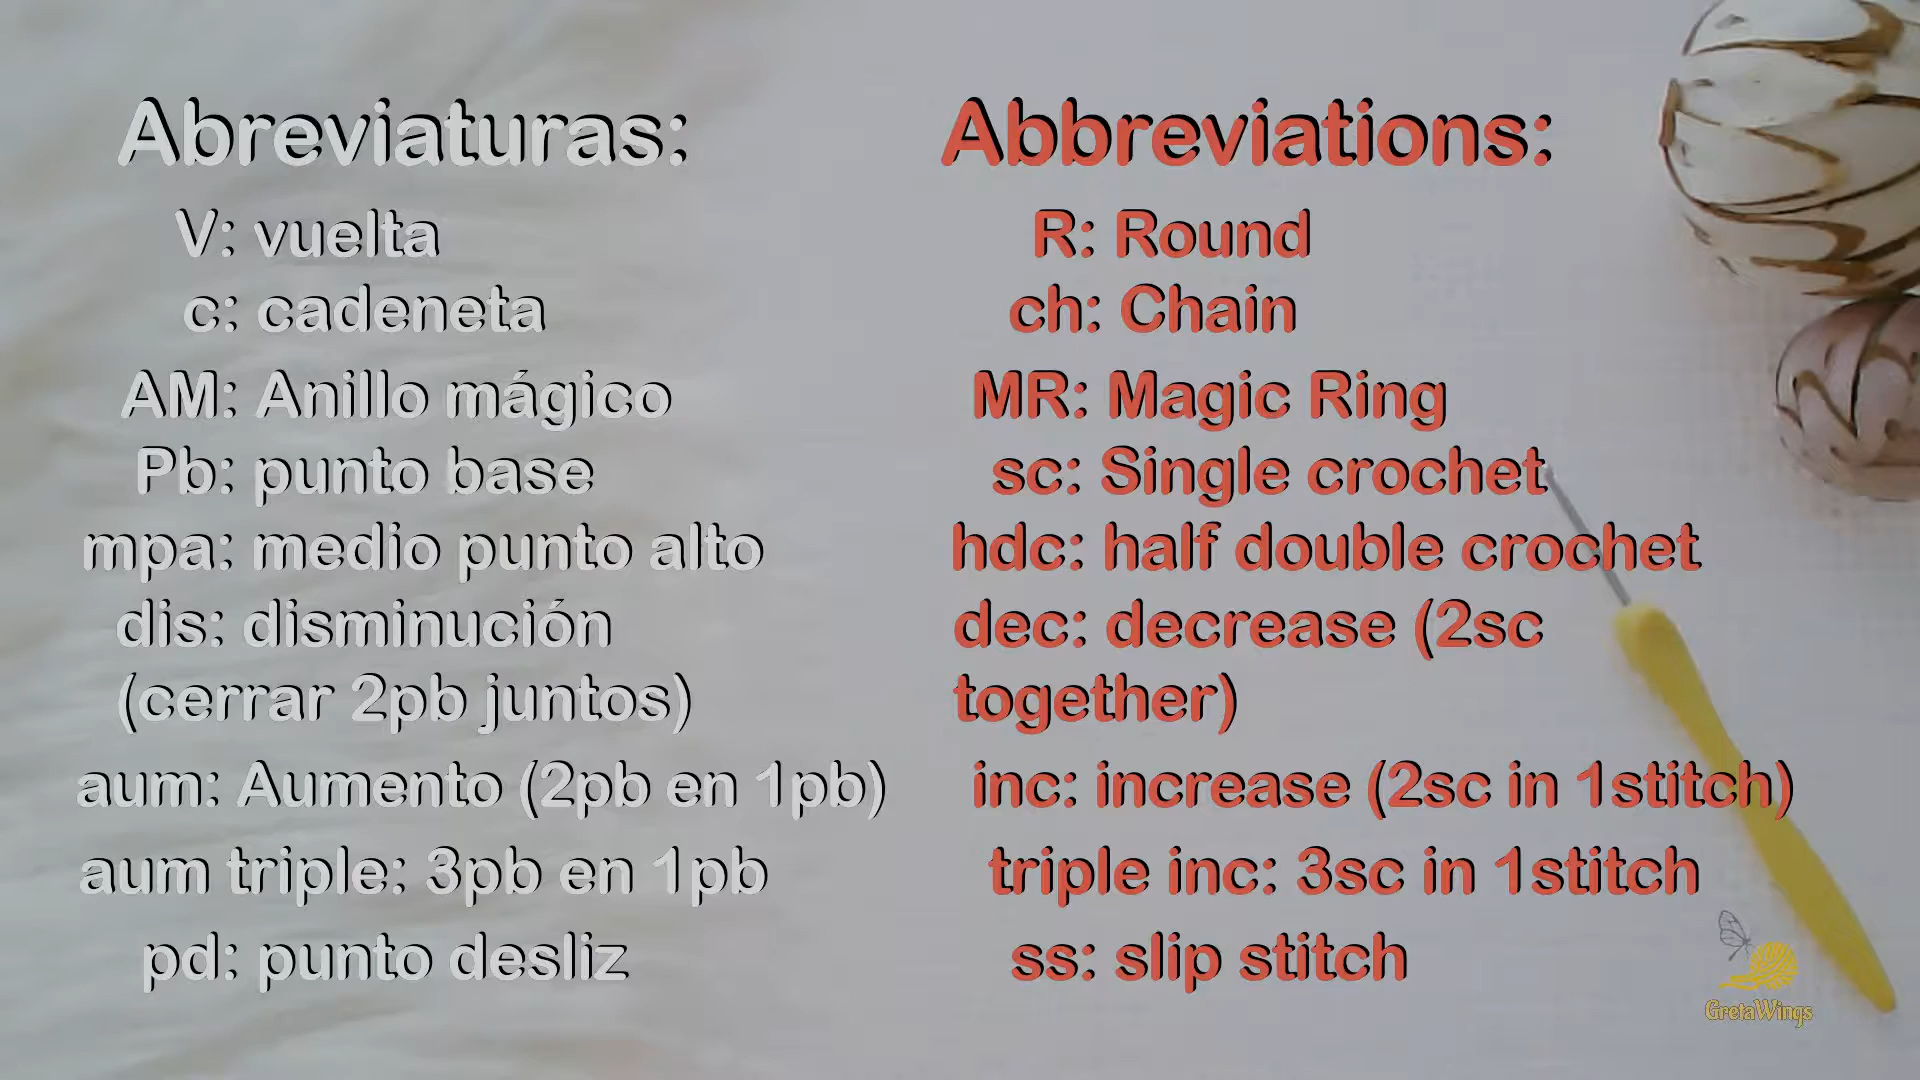 Abreviaturas:
V: vuelta
c: cadeneta
AM: Anillo mágico
Pb: punto base
mpa: medio punto alto
dis: disminución
(cerrar 2pb juntos)
aum: Aumento (2pb en 1pb)
aum triple: 3pb en 1pb
pd: punto desliz
Abbreviations:
R: Round
ch: Chain
MR: Magic Ring
sc: Single crochet
hdc: half double crochet
dec: decrease (2sc
together)
inc: increase (2sc in 1stitch)
triple inc: 3sc in 1stitch
ss: slip stitch
GretaWings